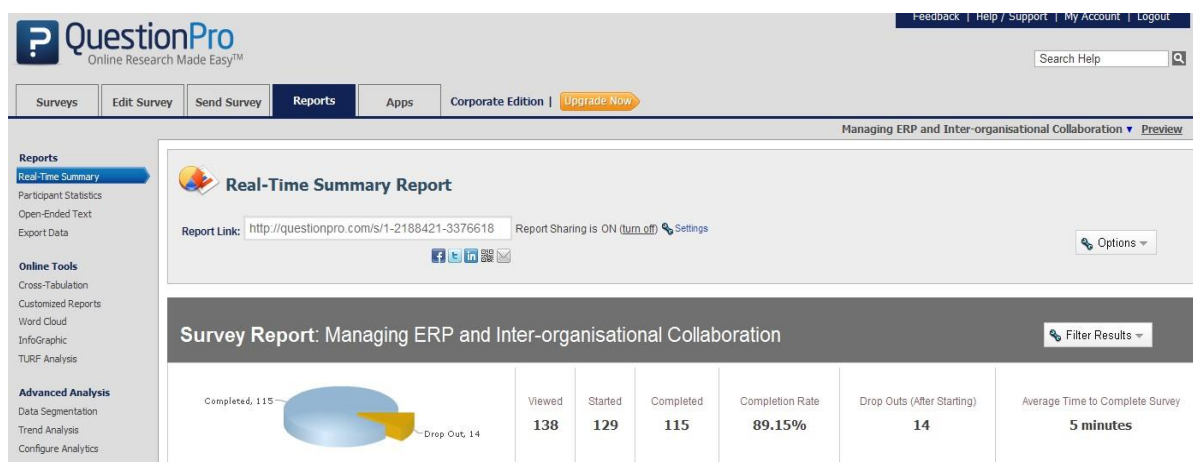 Feedback | Help / Support | My Account | Logout
QuestionPro
Online Research Made Easy™
Search Help
Surveys Edit Survey Send Survey Reports Apps Corporate Edition | Upgrade Now
Managing ERP and Inter-organisational Collaboration ▼ Preview
Reports
Real-Time Summary
Participant Statistics
Open-Ended Text
Export Data
Online Tools
Cross-Tabulation
Customized Reports
Word Cloud
InfoGraphic
TURF Analysis
Advanced Analysis
Data Segmentation
Trend Analysis
Configure Analytics
Real-Time Summary Report
Report Link: http://questionpro.com/s/1-2188421-3376618 Report Sharing is ON (turn off) Settings
Options
Survey Report: Managing ERP and Inter-organisational Collaboration
Filter Results
Completed, 115
Drop Out, 14
Viewed Started Completed Completion Rate Drop Outs (After Starting) Average Time to Complete Survey
138 129 115 89.15% 14 5 minutes